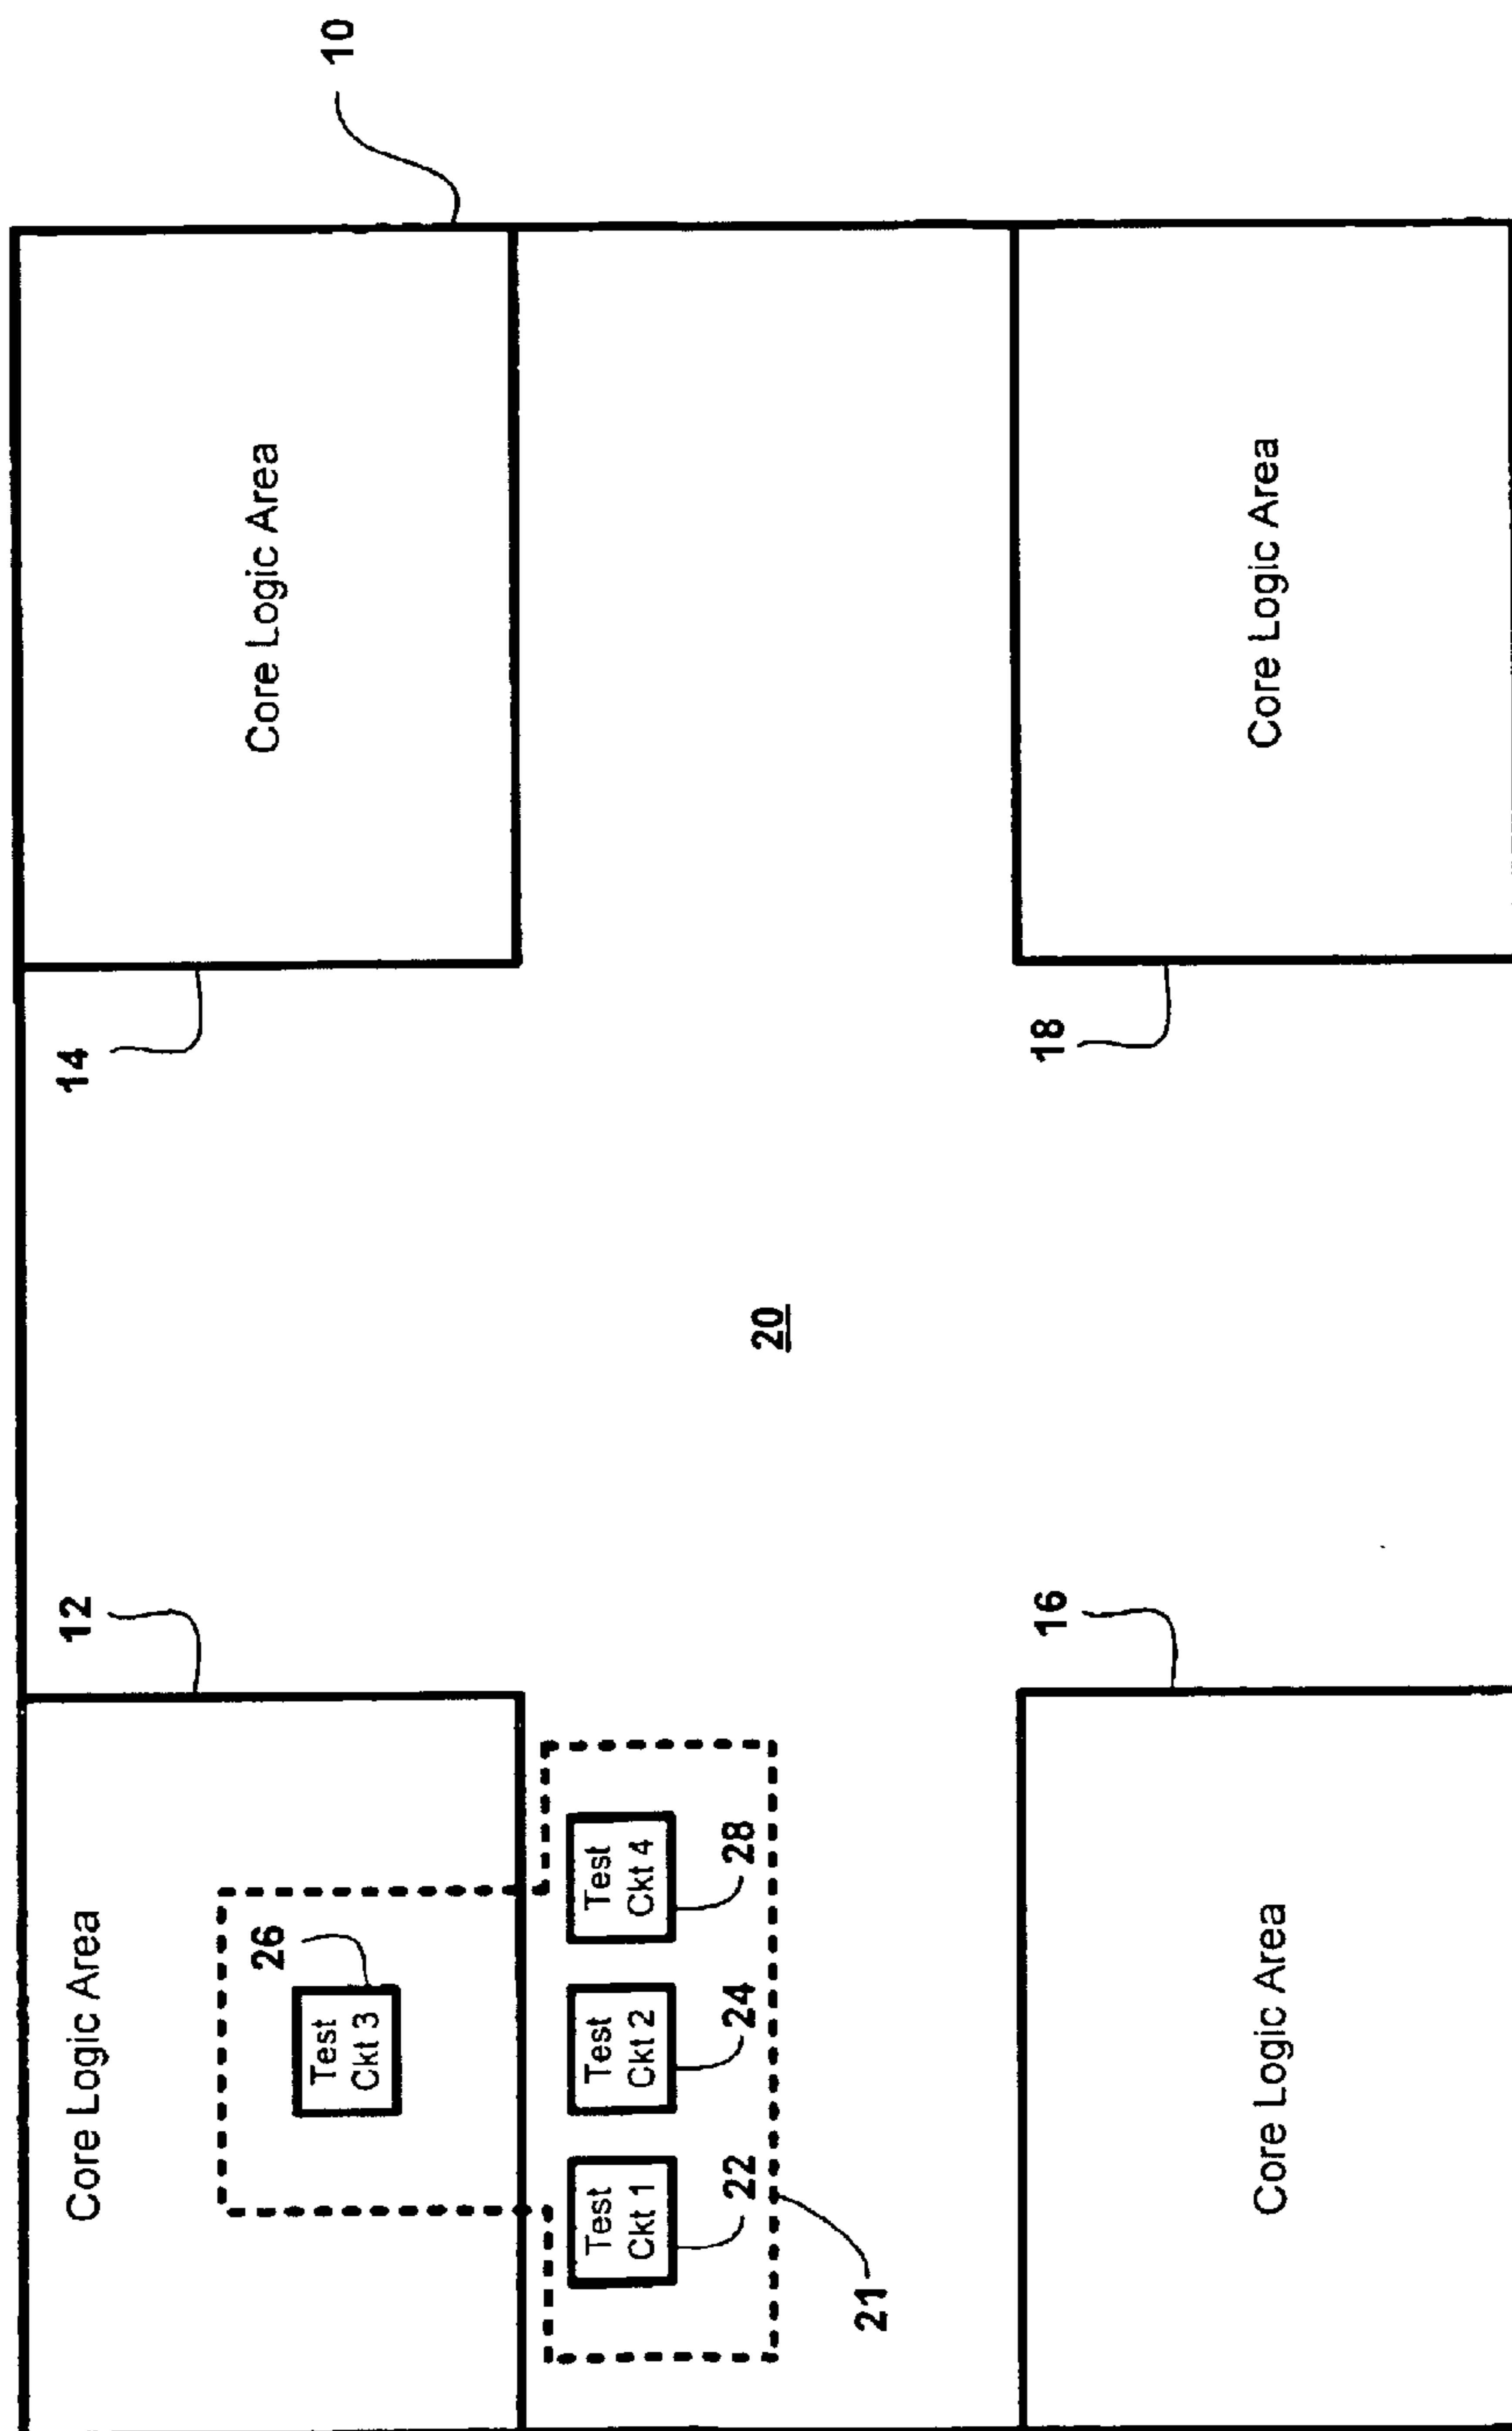 10
12
14
Core Logic Area
Core Logic Area
26
Test
Ckt 3
Test
Ckt 1
Test
Ckt 2
Test
Ckt 4
22
24
28
20
21
16
18
Core Logic Area
Core Logic Area